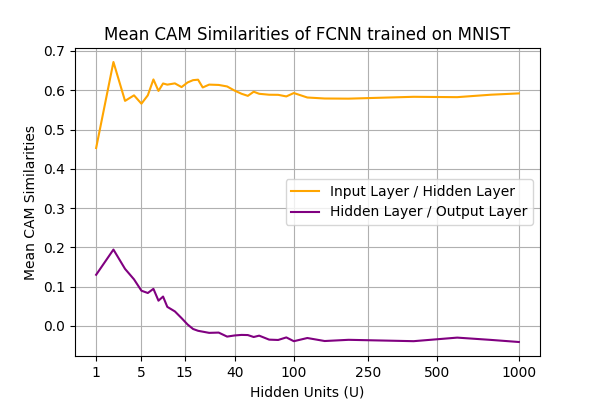 Mean CAM Similarities of FCNN trained on MNIST
Mean CAM Similarities
0.7
0.6
0.5
0.4
0.3
0.2
0.1
0.0
Input Layer / Hidden Layer
Hidden Layer / Output Layer
1 5 15 40 100 250 500 1000
Hidden Units (U)